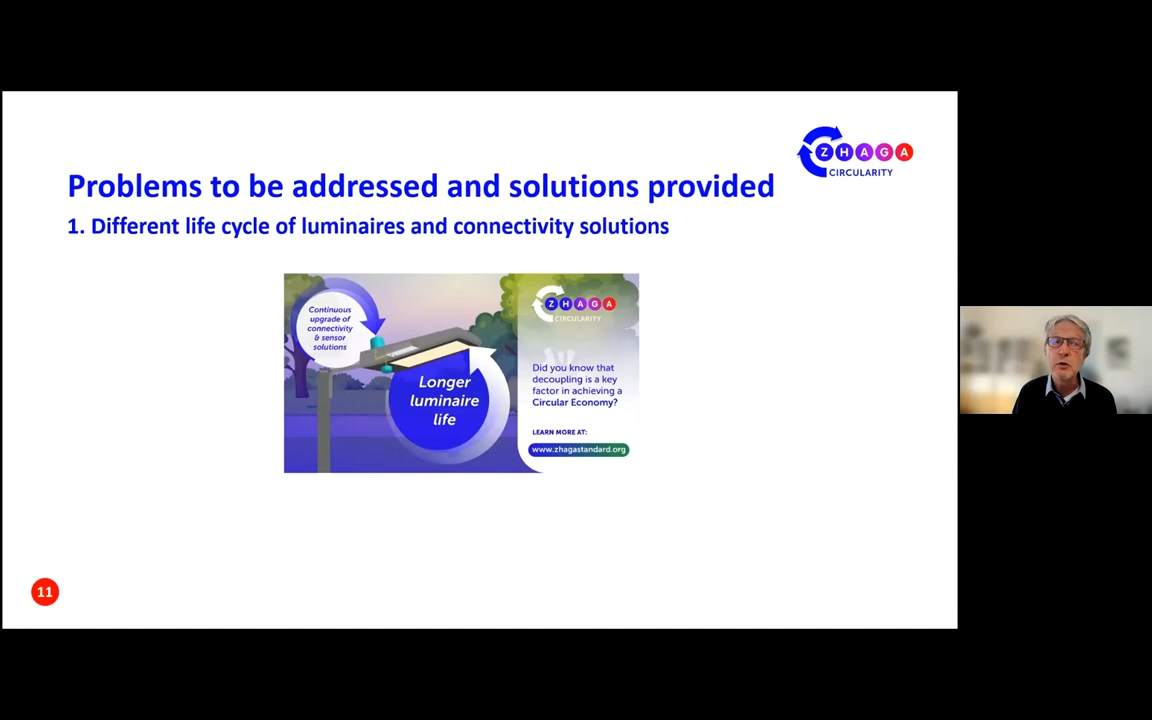 ZHAGA
CIRCULARITY
Problems to be addressed and solutions provided
1. Different life cycle of luminaires and connectivity solutions
Continuous
upgrade of
connectivity
& sensor
solutions
Longer
luminaire
life
ZHAGA
CIRCULARITY
Did you know that
decoupling is a key
factor in achieving a
Circular Economy?
LEARN MORE AT:
www.zhagastandard.org
11